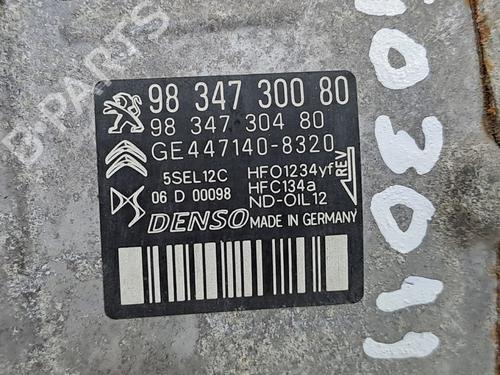 98 347 300 80
98 347 304 80
GE447140-8320
5SEL12C HFO1234yf
06 D 00098 HFC134a
ND-OIL12
REV
DENSO MADE IN GERMANY
B-PARTS